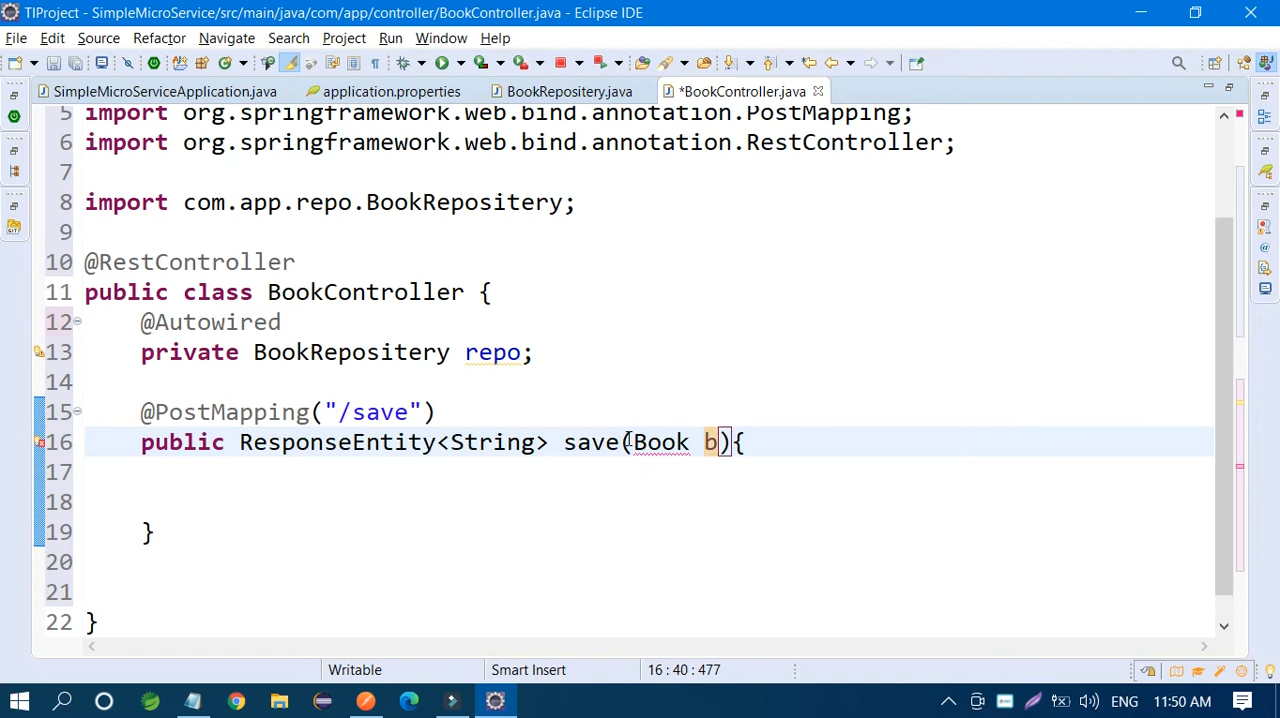 TIProject - SimpleMicroService/src/main/java/com/app/controller/BookController.java - Eclipse IDE
File Edit Source Refactor Navigate Search Project Run Window Help
SimpleMicroServiceApplication.java application.properties BookRepositery.java *BookController.java
5 import org.springframework.web.bind.annotation.PostMapping;
6 import org.springframework.web.bind.annotation.RestController;
7
8 import com.app.repo.BookRepositery;
9
10 @RestController
11 public class BookController {
12 @Autowired
13 private BookRepositery repo;
14
15 @PostMapping("/save")
16 public ResponseEntity<String> save(Book b){
17
18
19 }
20
21
22 }
Writable Smart Insert 16 : 40 : 477
ENG 11:50 AM